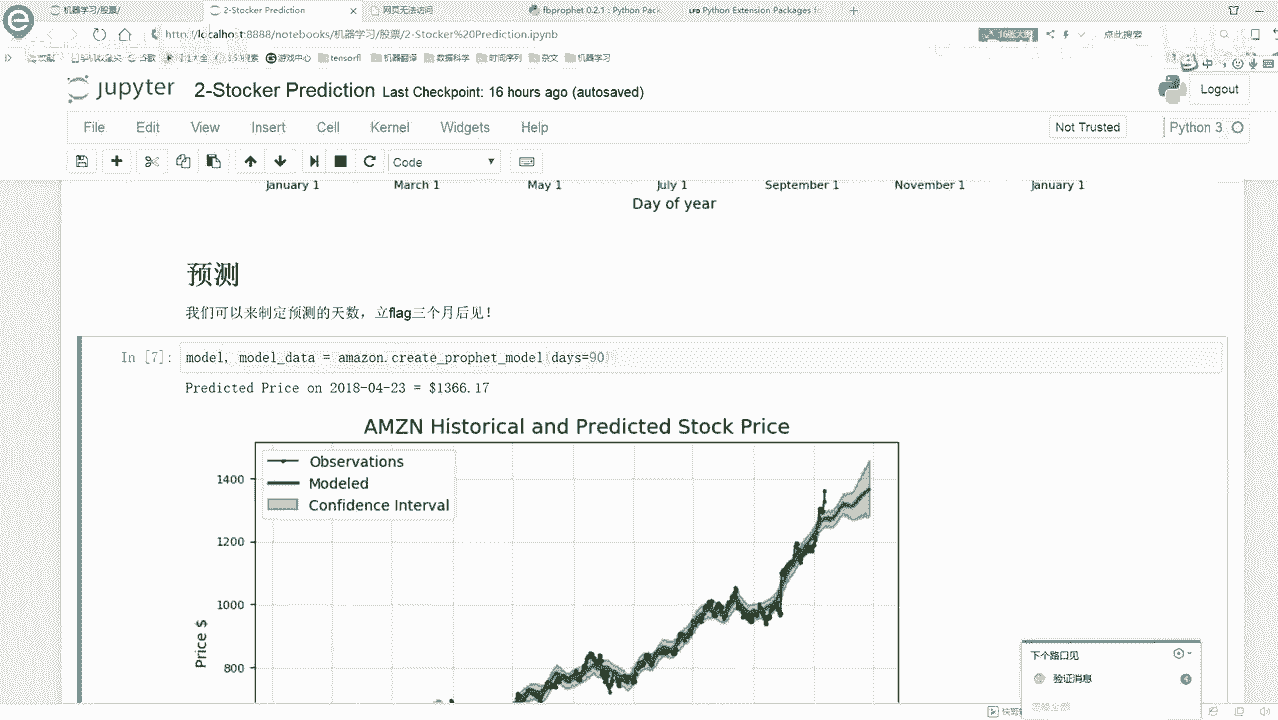 机器学习/股票/
2-Stocker Prediction
网页无法访问
fbprophet 0.2.1 : Python Pack
LFD Python Extension Packages f
http://localhost:8888/notebooks/机器学习/股票/2-Stocker%20Prediction.ipynb
点此搜索
游戏中心 tensorfl 机器翻译 数据科学 时间序列 杂文 机器学习
jupyter 2-Stocker Prediction Last Checkpoint: 16 hours ago (autosaved)
Logout
File Edit View Insert Cell Kernel Widgets Help
Not Trusted
Python 3
Code
January 1 March 1 May 1 July 1 September 1 November 1 January 1
Day of year
预测
我们可以来制定预测的天数，立flag三个月后见！
In [7]: model, model_data = amazon.create_prophet_model(days=90)
Predicted Price on 2018-04-23 = $1366.17
AMZN Historical and Predicted Stock Price
Observations
Modeled
Confidence Interval
1400
1200
1000
800
Price $
下个路口见
验证消息